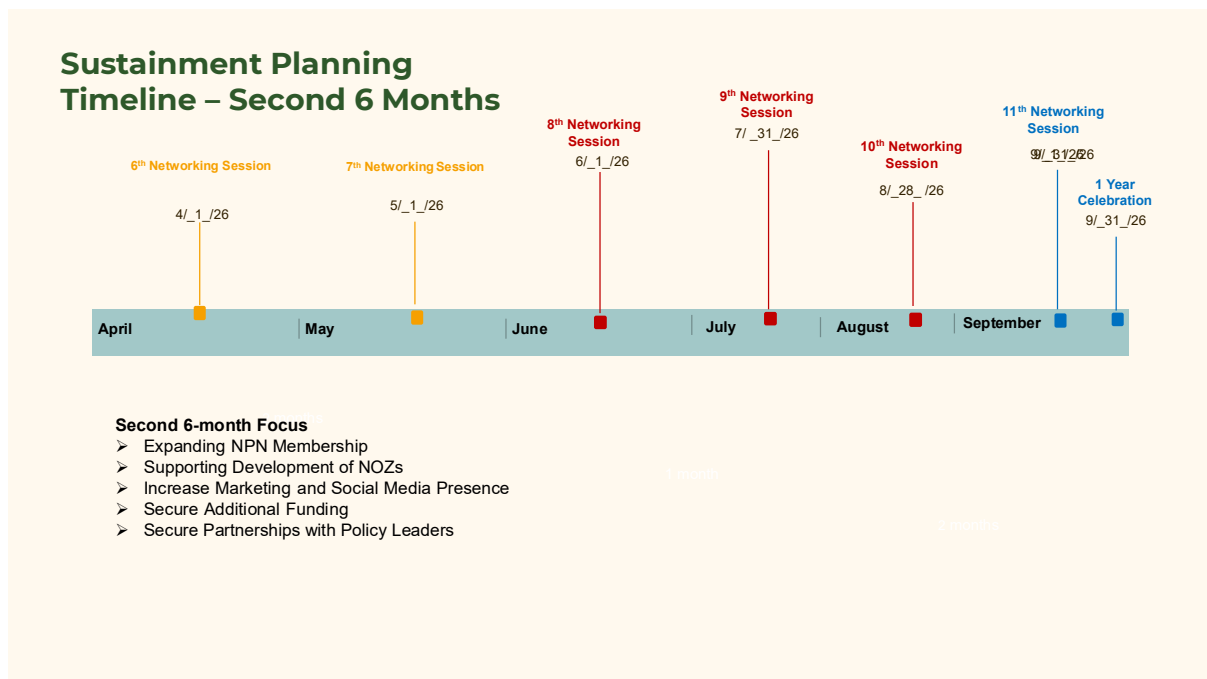 Sustainment Planning
Timeline – Second 6 Months
6th Networking Session
4/_1_/26
7th Networking Session
5/_1_/26
8th Networking
Session
6/_1_/26
9th Networking
Session
7/ _31_/26
10th Networking
Session
8/_28_ /26
11th Networking
Session
1 Year
Celebration
9/_31_/26
April
May
June
July
August
September
Second 6-month Focus
➢ Expanding NPN Membership
➢ Supporting Development of NOZs
➢ Increase Marketing and Social Media Presence
➢ Secure Additional Funding
➢ Secure Partnerships with Policy Leaders